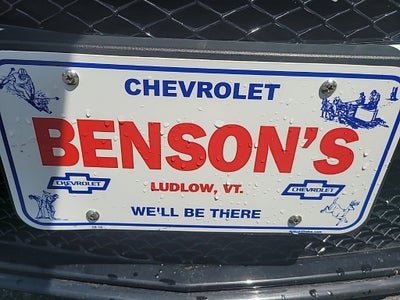 CHEVROLET
BENSON'S
LUDLOW, VT.
CHEVROLET
CHEVROLET
WE'LL BE THERE